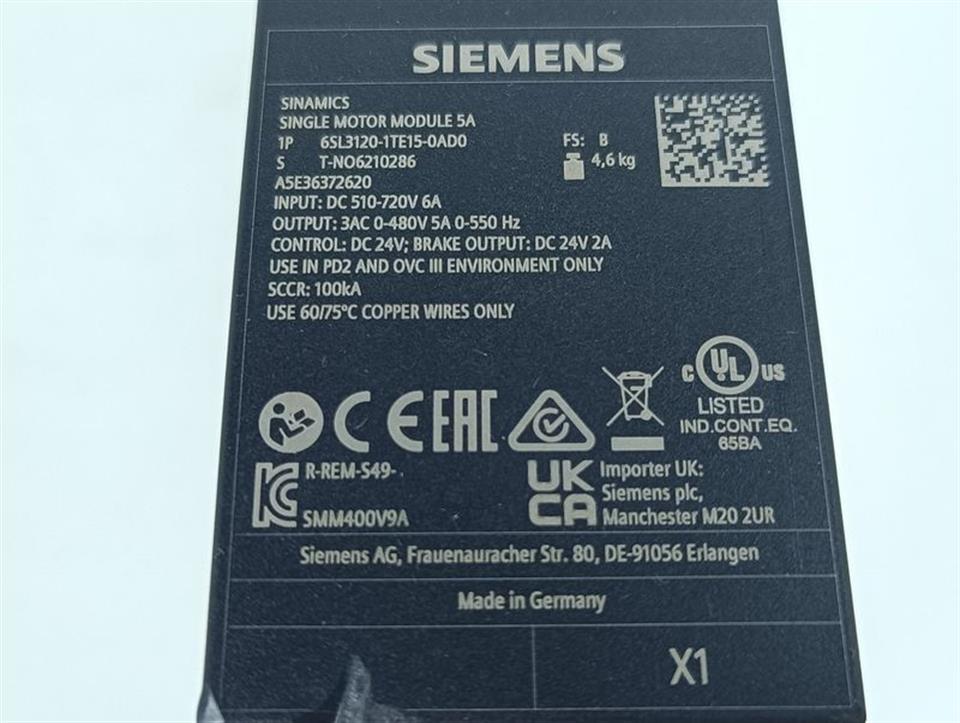 SIEMENS
SINAMICS
SINGLE MOTOR MODULE 5A
1P 6SL3120-1TE15-0AD0 FS: B
S T-NO6210286 4,6 kg
A5E36372620
INPUT: DC 510-720V 6A
OUTPUT: 3AC 0-480V 5A 0-550 Hz
CONTROL: DC 24V; BRAKE OUTPUT: DC 24V 2A
USE IN PD2 AND OVC III ENVIRONMENT ONLY
SCCR: 100kA
USE 60/75°C COPPER WIRES ONLY
C UL US
LISTED
IND.CONT.EQ.
65BA
CE EAC
R-REM-S49-
SMM400V9A
UK
CA
Importer UK:
Siemens plc,
Manchester M20 2UR
Siemens AG, Frauenauracher Str. 80, DE-91056 Erlangen
Made in Germany
X1